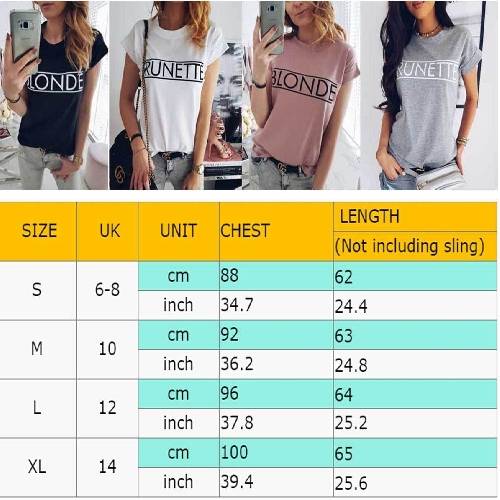 BLONDE
RUNETTE
BLONDE
RUNETTE
SIZE UK UNIT CHEST LENGTH
(Not including sling)
S 6-8 cm 88 62
inch 34.7 24.4
M 10 cm 92 63
inch 36.2 24.8
L 12 cm 96 64
inch 37.8 25.2
XL 14 cm 100 65
inch 39.4 25.6